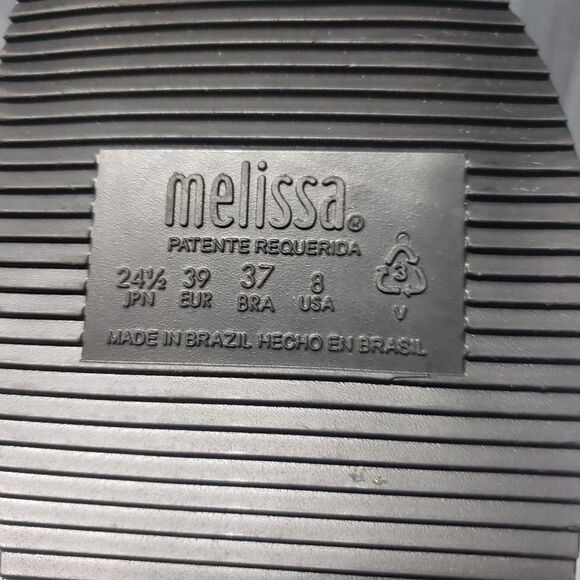 melissa®
PATENTE REQUERIDA
24½ 39 37 8
JPN EUR BRA USA
3
V
MADE IN BRAZIL HECHO EN BRASIL